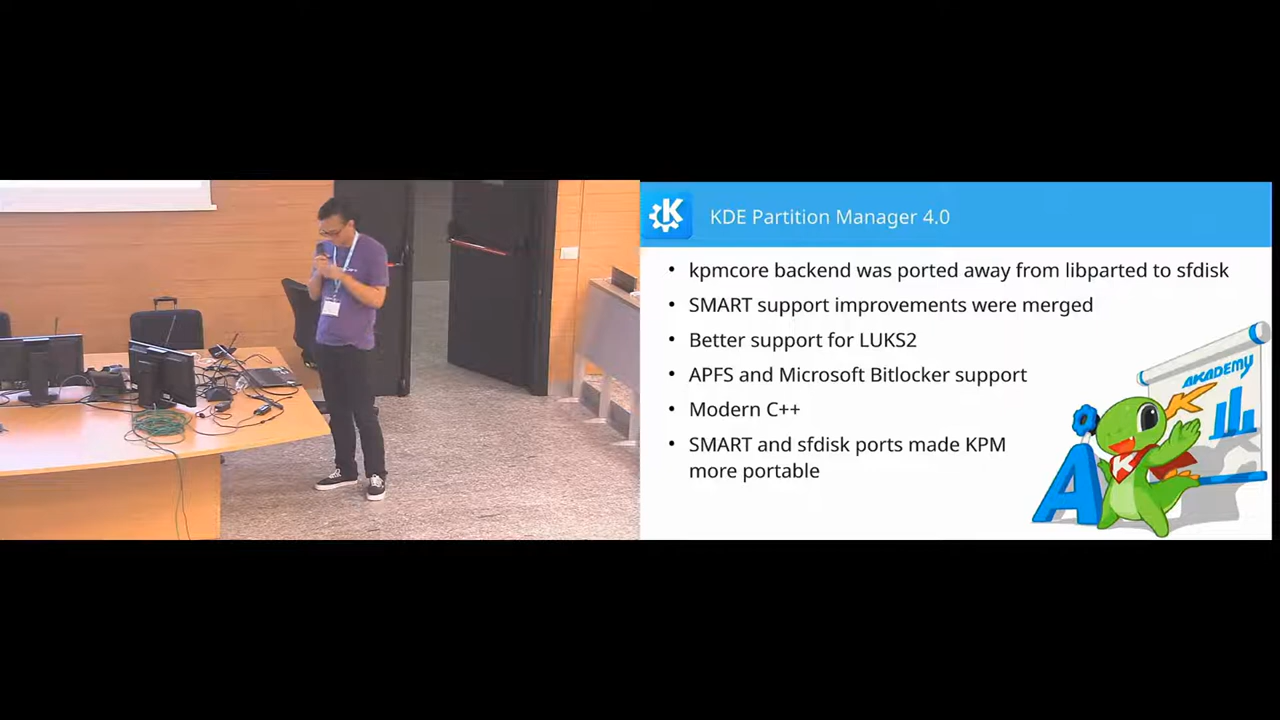 KDE Partition Manager 4.0
• kpmcore backend was ported away from libparted to sfdisk
• SMART support improvements were merged
• Better support for LUKS2
• APFS and Microsoft Bitlocker support
• Modern C++
• SMART and sfdisk ports made KPM
more portable
AKADEMY